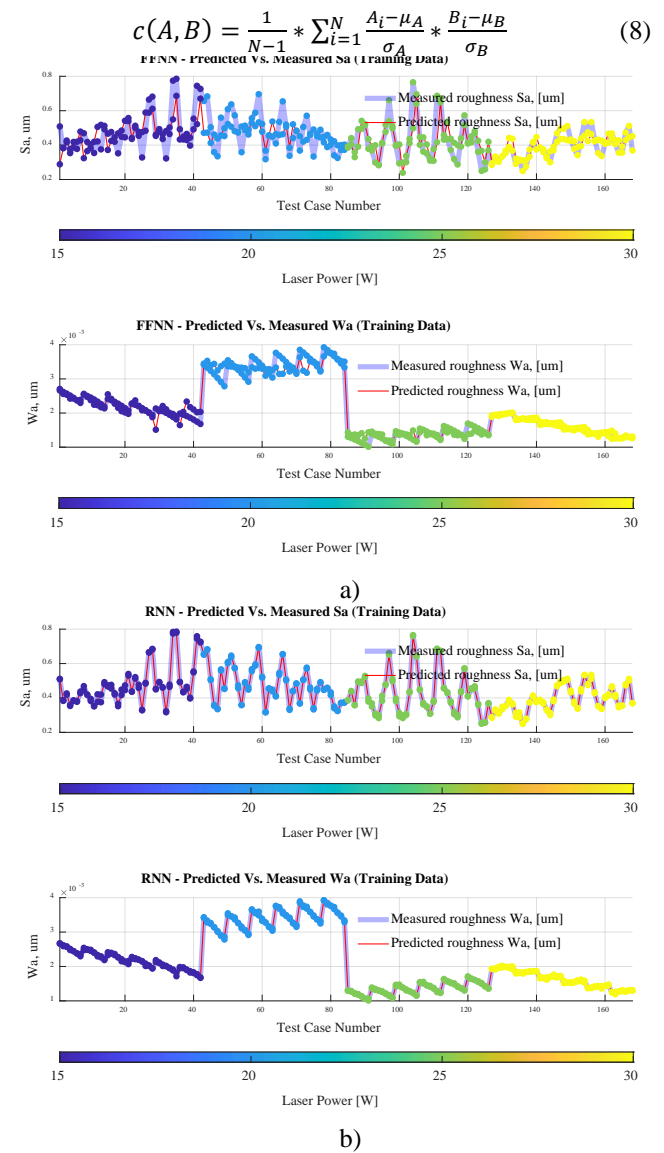 c(A, B) = 1/(N−1) * ∑_{i=1}^{N} (A_i−μ_A)/σ_A * (B_i−μ_B)/σ_B (8)
FFNN - Predicted Vs. Measured Sa (Training Data)
0.8
0.6
0.4
0.2
Sa, um
Measured roughness Sa, [um]
Predicted roughness Sa, [um]
20 40 60 80 100 120 140 160
Test Case Number
15 20 25 30
Laser Power [W]
FFNN - Predicted Vs. Measured Wa (Training Data)
× 10^-3
4
3
2
1
Wa, um
Measured roughness Wa, [um]
Predicted roughness Wa, [um]
20 40 60 80 100 120 140 160
Test Case Number
15 20 25 30
Laser Power [W]
a)
RNN - Predicted Vs. Measured Sa (Training Data)
0.8
0.6
0.4
0.2
Sa, um
Measured roughness Sa, [um]
Predicted roughness Sa, [um]
20 40 60 80 100 120 140 160
Test Case Number
15 20 25 30
Laser Power [W]
RNN - Predicted Vs. Measured Wa (Training Data)
× 10^-3
4
3
2
1
Wa, um
Measured roughness Wa, [um]
Predicted roughness Wa, [um]
20 40 60 80 100 120 140 160
Test Case Number
15 20 25 30
Laser Power [W]
b)